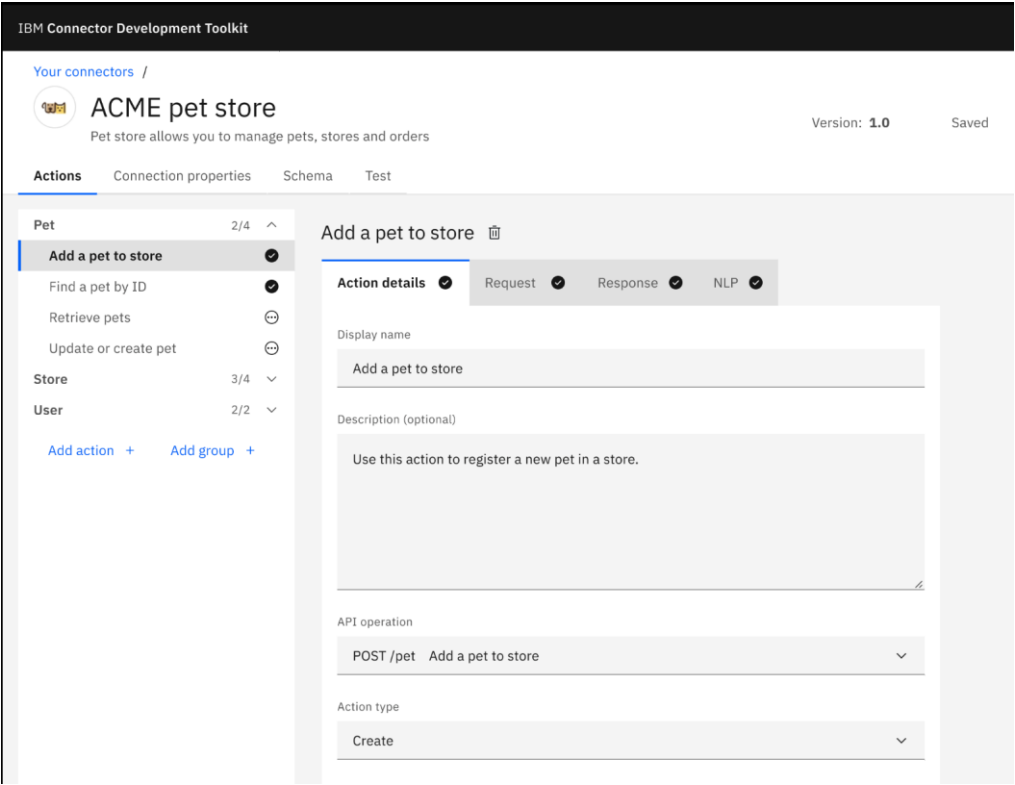 IBM Connector Development Toolkit
Your connectors /
ACME pet store
Pet store allows you to manage pets, stores and orders
Version: 1.0 Saved
Actions Connection properties Schema Test
Pet 2/4
Add a pet to store
Find a pet by ID
Retrieve pets
Update or create pet
Store 3/4
User 2/2
Add action + Add group +
Add a pet to store
Action details Request Response NLP
Display name
Add a pet to store
Description (optional)
Use this action to register a new pet in a store.
API operation
POST /pet Add a pet to store
Action type
Create